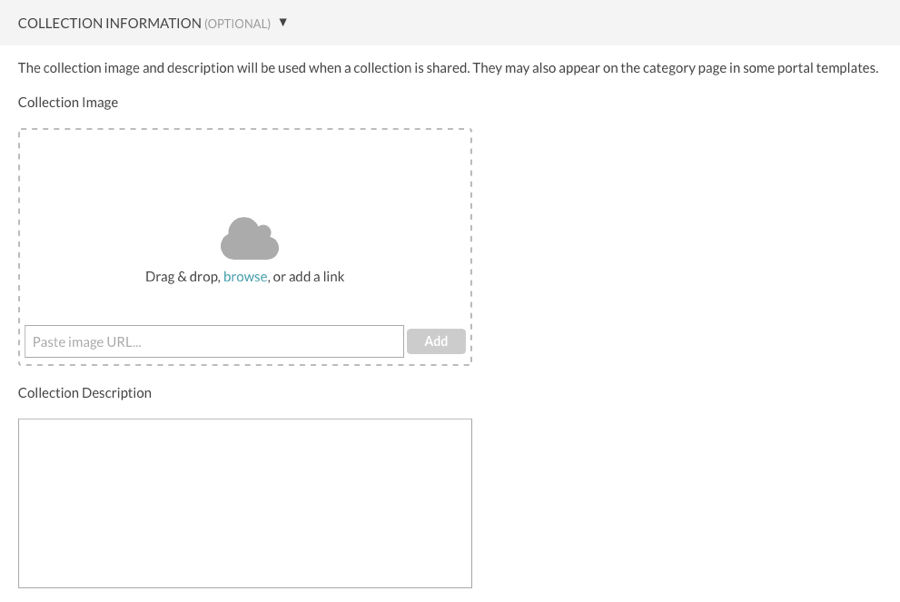 COLLECTION INFORMATION (OPTIONAL) ▼
The collection image and description will be used when a collection is shared. They may also appear on the category page in some portal templates.
Collection Image
Drag & drop, browse, or add a link
Paste image URL... Add
Collection Description